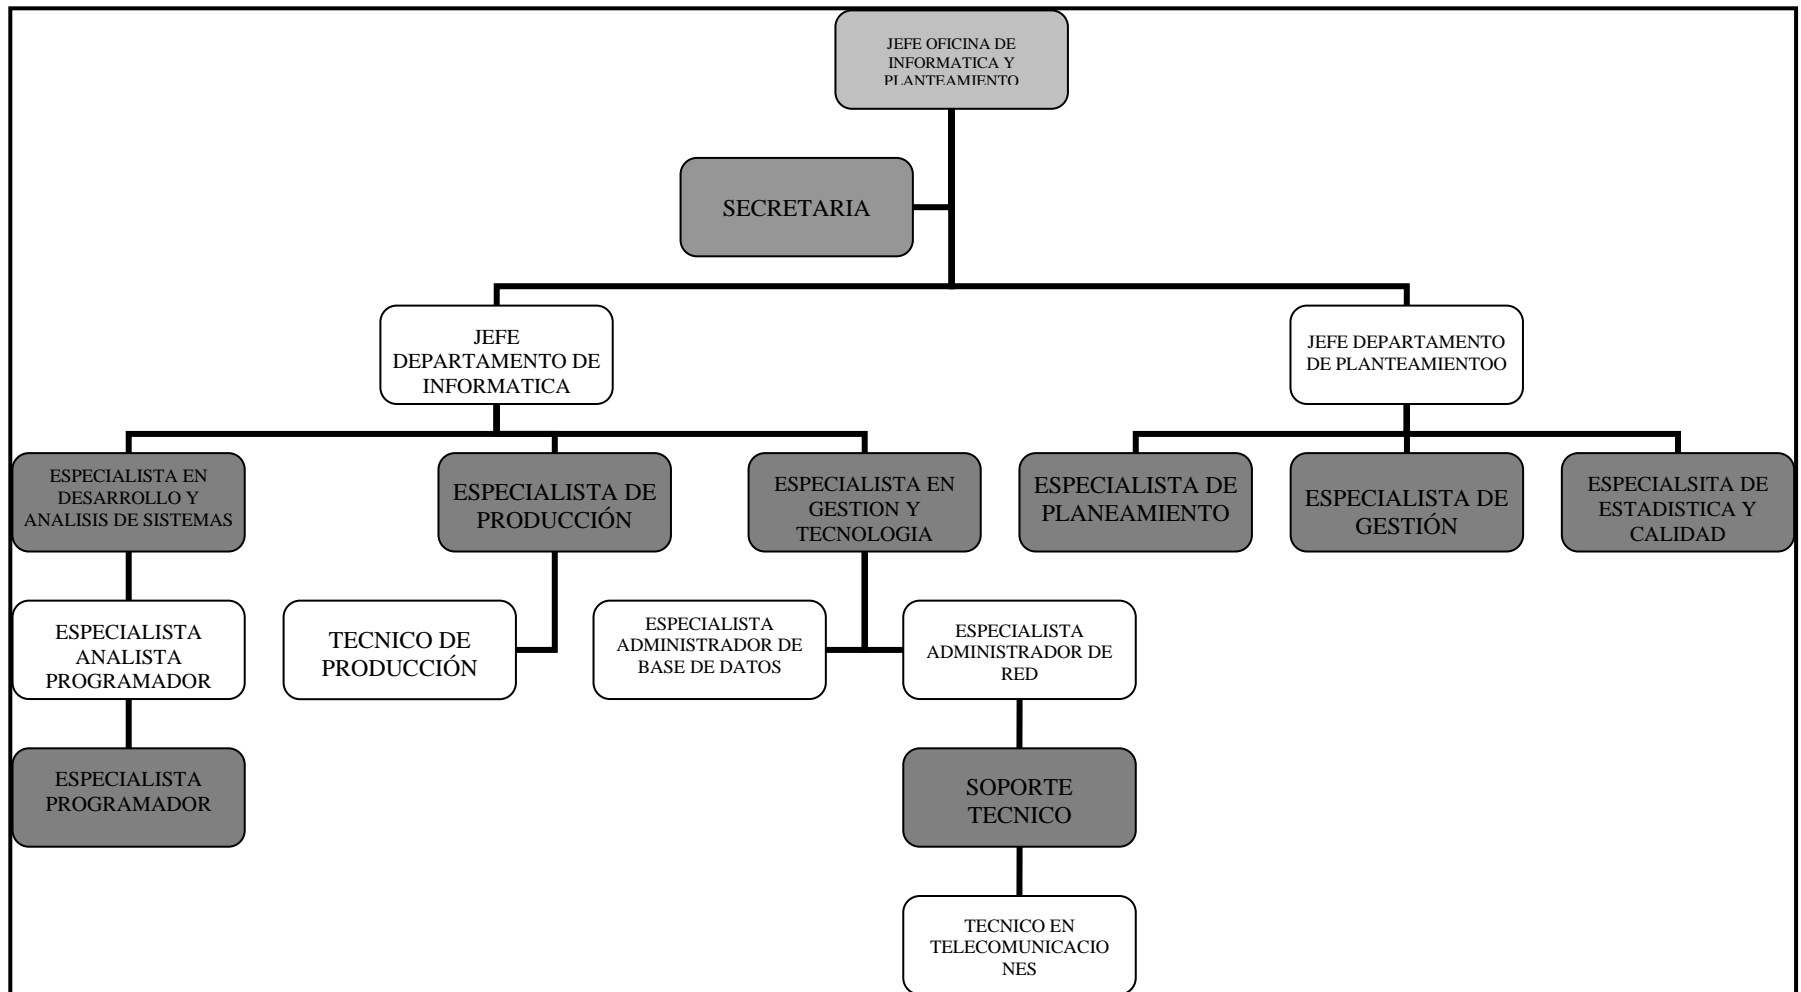 JEFE OFICINA DE
INFORMATICA Y
PLANTEAMIENTO
SECRETARIA
JEFE
DEPARTAMENTO DE
INFORMATICA
JEFE DEPARTAMENTO
DE PLANTEAMIENTOO
ESPECIALISTA EN
DESARROLLO Y
ANALISIS DE SISTEMAS
ESPECIALISTA DE
PRODUCCIÓN
ESPECIALISTA EN
GESTION Y
TECNOLOGIA
ESPECIALISTA DE
PLANEAMIENTO
ESPECIALISTA DE
GESTIÓN
ESPECIALSITA DE
ESTADISTICA Y
CALIDAD
ESPECIALISTA
ANALISTA
PROGRAMADOR
TECNICO DE
PRODUCCIÓN
ESPECIALISTA
ADMINISTRADOR DE
BASE DE DATOS
ESPECIALISTA
ADMINISTRADOR DE
RED
ESPECIALISTA
PROGRAMADOR
SOPORTE
TECNICO
TECNICO EN
TELECOMUNICACIO
NES